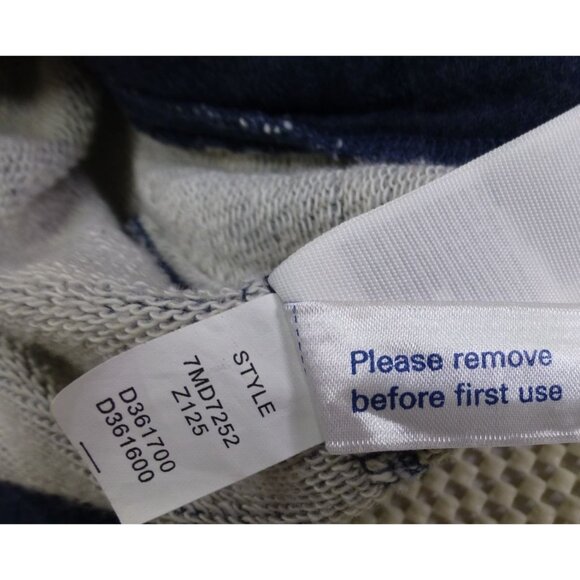 STYLE
7MD7252
Z125
D361700
D361600
Please remove
before first use